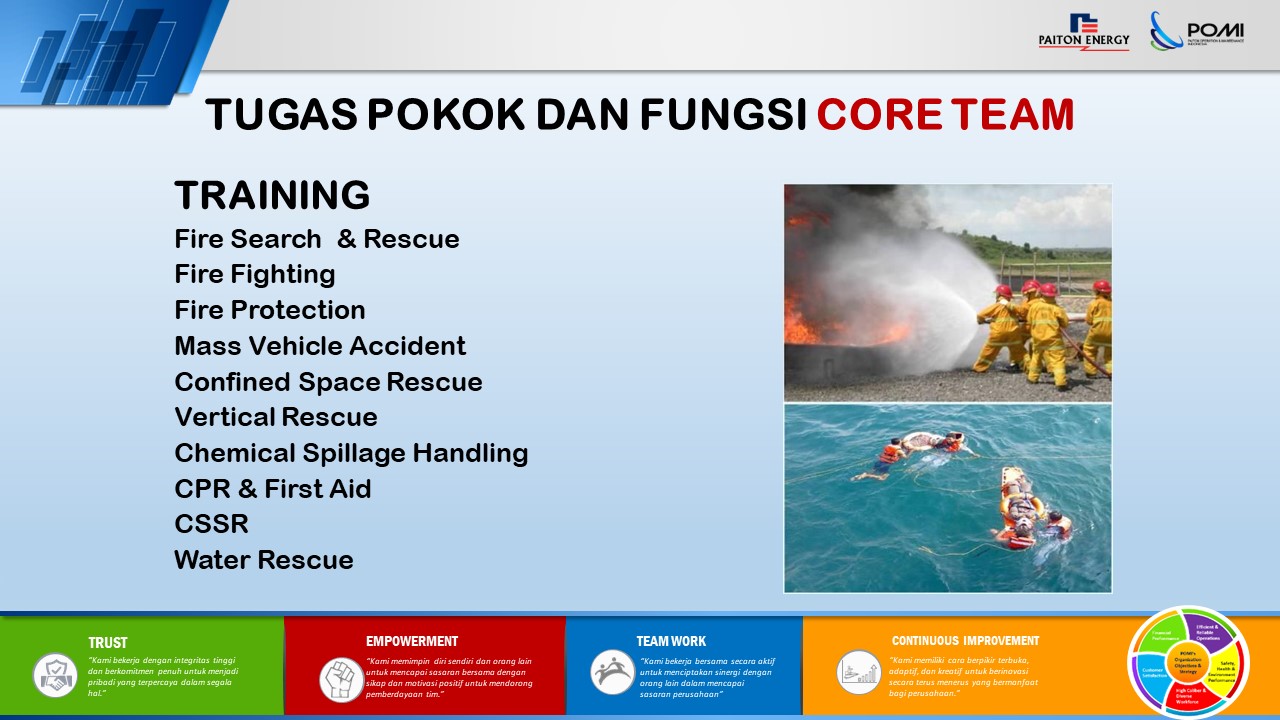 PAITON ENERGY
POMI
PAITON OPERATION & MAINTENANCE
INDONESIA
TUGAS POKOK DAN FUNGSI CORE TEAM
TRAINING
Fire Search & Rescue
Fire Fighting
Fire Protection
Mass Vehicle Accident
Confined Space Rescue
Vertical Rescue
Chemical Spillage Handling
CPR & First Aid
CSSR
Water Rescue
TRUST
"Kami bekerja dengan integritas tinggi
dan berkomitmen penuh untuk menjadi
pribadi yang terpercaya dalam segala
hal."
EMPOWERMENT
"Kami memimpin diri sendiri dan orang lain
untuk mencapai sasaran bersama dengan
sikap dan motivasi positif untuk mendorong
pemberdayaan tim."
TEAM WORK
"Kami bekerja bersama secara aktif
untuk menciptakan sinergi dengan
orang lain dalam mencapai
sasaran perusahaan"
CONTINUOUS IMPROVEMENT
"Kami memiliki cara berpikir terbuka,
adaptif, dan kreatif untuk berinovasi
secara terus menerus yang bermanfaat
bagi perusahaan."
Financial
Performance
Efficient &
Reliable
Operations
Safety,
Health &
Environment
Performance
High Caliber &
Diverse
Workforce
Customer
Satisfaction
POMI's
Organization
Objectives &
Strategy